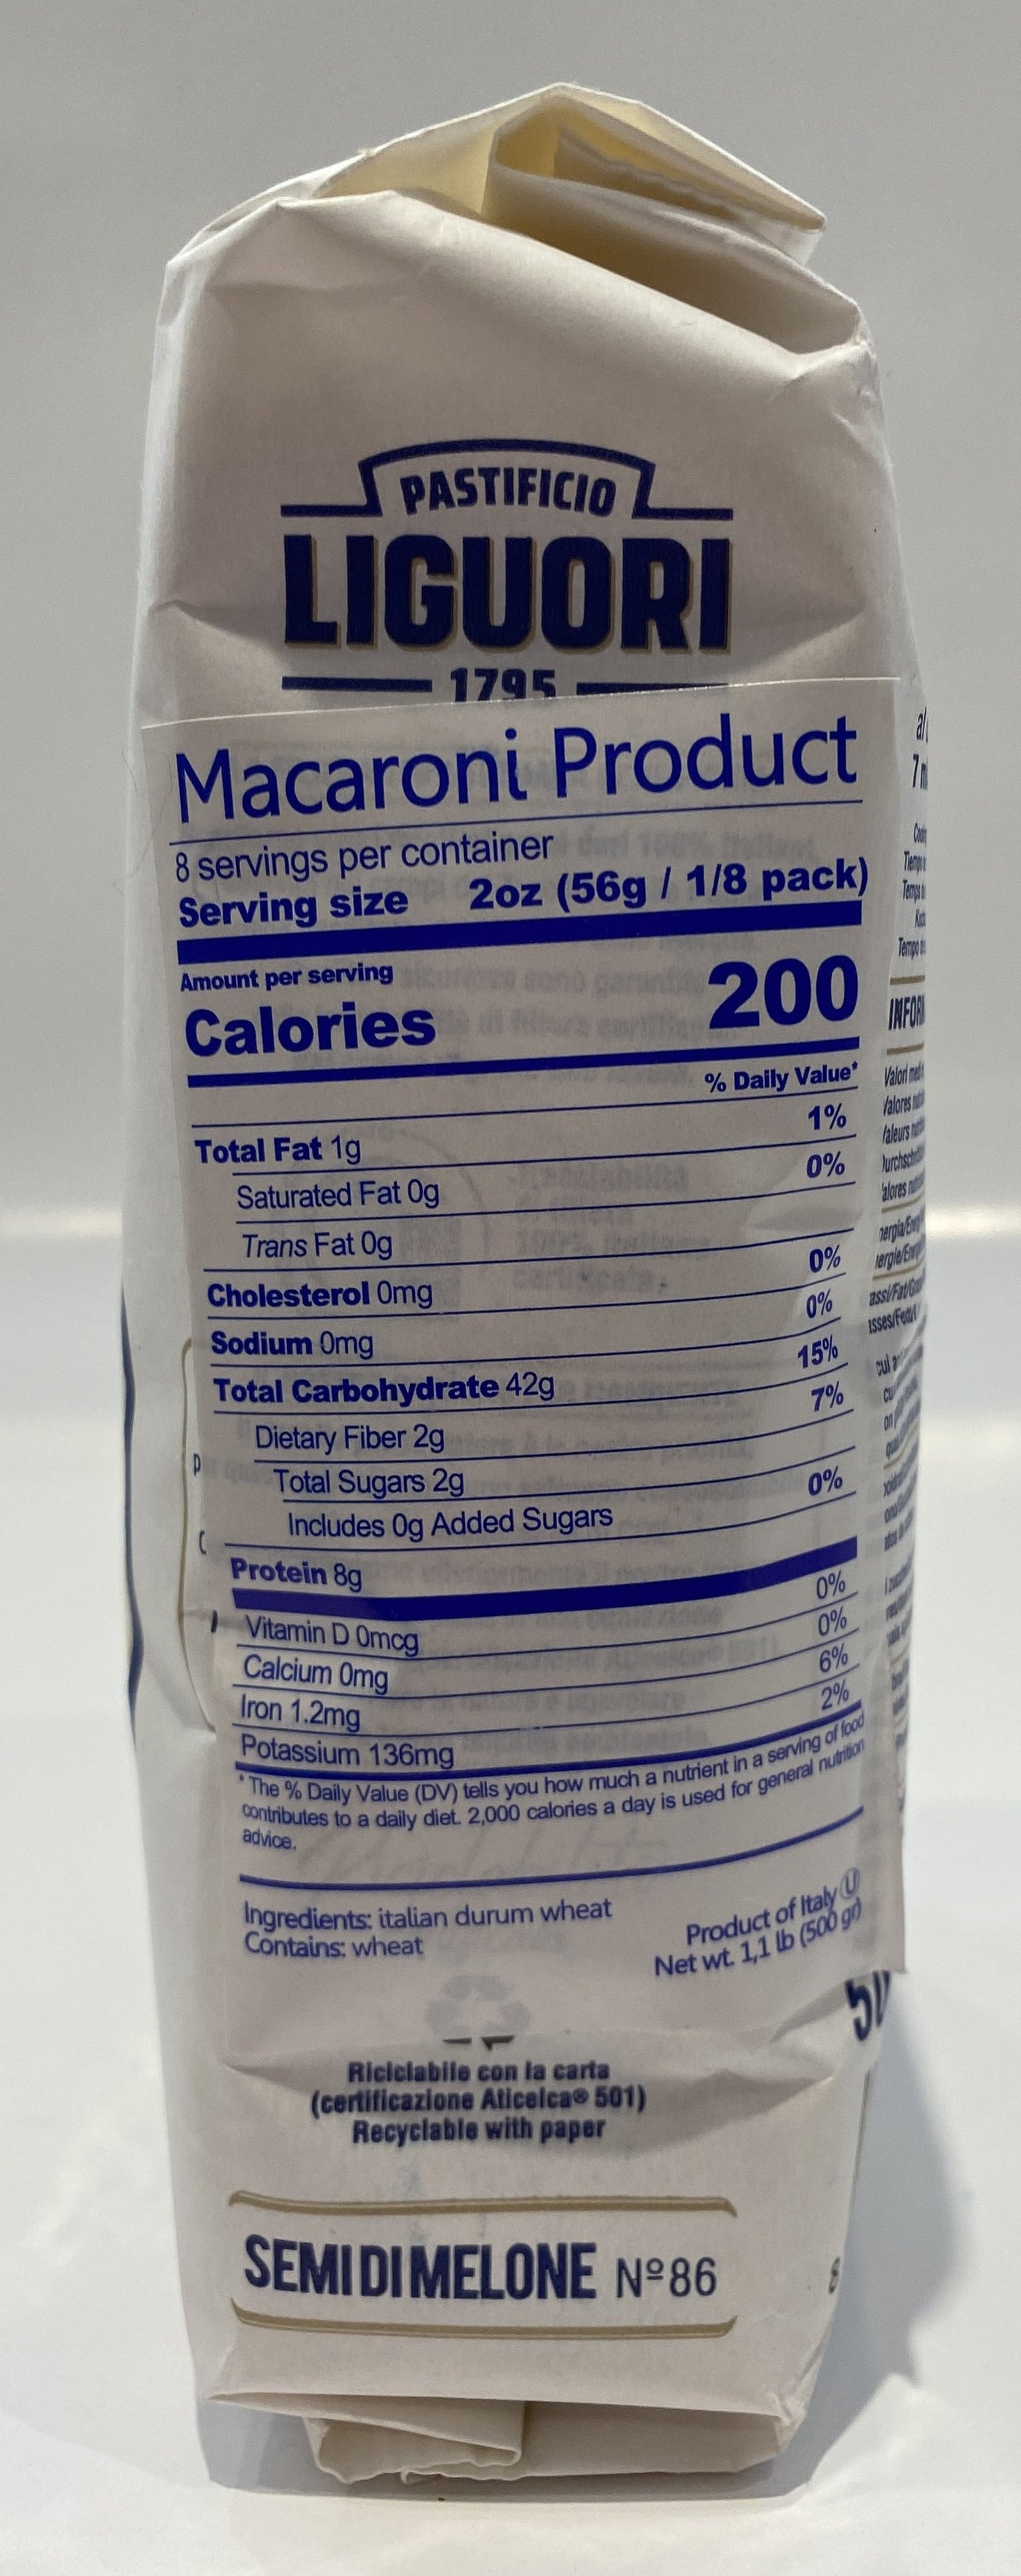 PASTIFICIO
LIGUORI
1795
Macaroni Product
8 servings per container
Serving size 2oz (56g / 1/8 pack)
Amount per serving
Calories 200
% Daily Value*
Total Fat 1g 1%
Saturated Fat 0g 0%
Trans Fat 0g
Cholesterol 0mg 0%
Sodium 0mg 0%
Total Carbohydrate 42g 15%
Dietary Fiber 2g 7%
Total Sugars 2g
Includes 0g Added Sugars 0%
Protein 8g
Vitamin D 0mcg 0%
Calcium 0mg 0%
Iron 1.2mg 6%
Potassium 136mg 2%
* The % Daily Value (DV) tells you how much a nutrient in a serving of food
contributes to a daily diet. 2,000 calories a day is used for general nutrition
advice.
Ingredients: italian durum wheat
Contains: wheat
Product of Italy U
Net wt. 1,1 lb (500 gr)
Riciclabile con la carta
(certificazione Aticelca® 501)
Recyclable with paper
SEMI DI MELONE Nº86